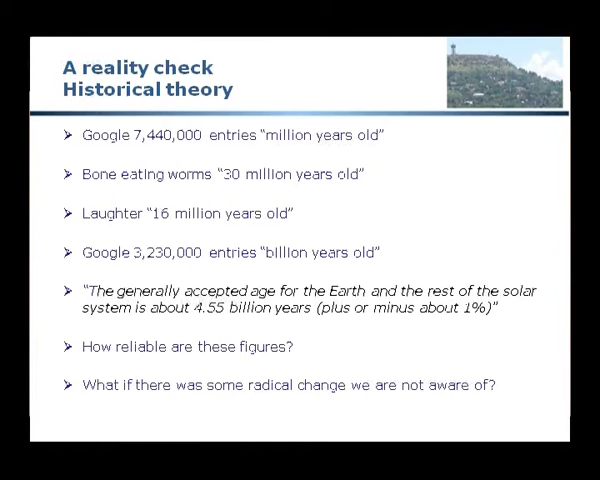 A reality check
Historical theory
Google 7,440,000 entries “million years old”
Bone eating worms “30 million years old”
Laughter “16 million years old”
Google 3,230,000 entries “billion years old”
“The generally accepted age for the Earth and the rest of the solar
system is about 4.55 billion years (plus or minus about 1%)”
How reliable are these figures?
What if there was some radical change we are not aware of?